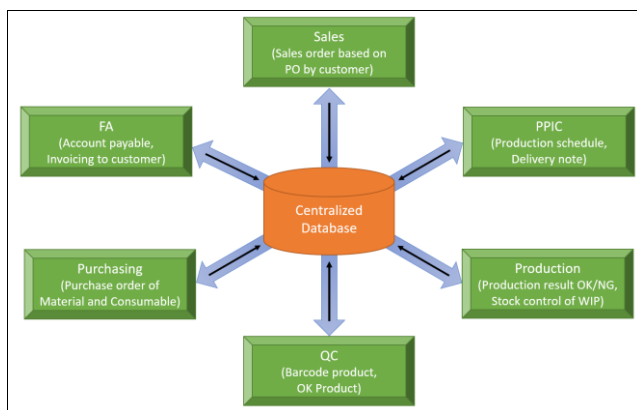 Sales
(Sales order based on
PO by customer)
FA
(Account payable,
Invoicing to customer)
PPIC
(Production schedule,
Delivery note)
Centralized
Database
Purchasing
(Purchase order of
Material and Consumable)
Production
(Production result OK/NG,
Stock control of WIP)
QC
(Barcode product,
OK Product)